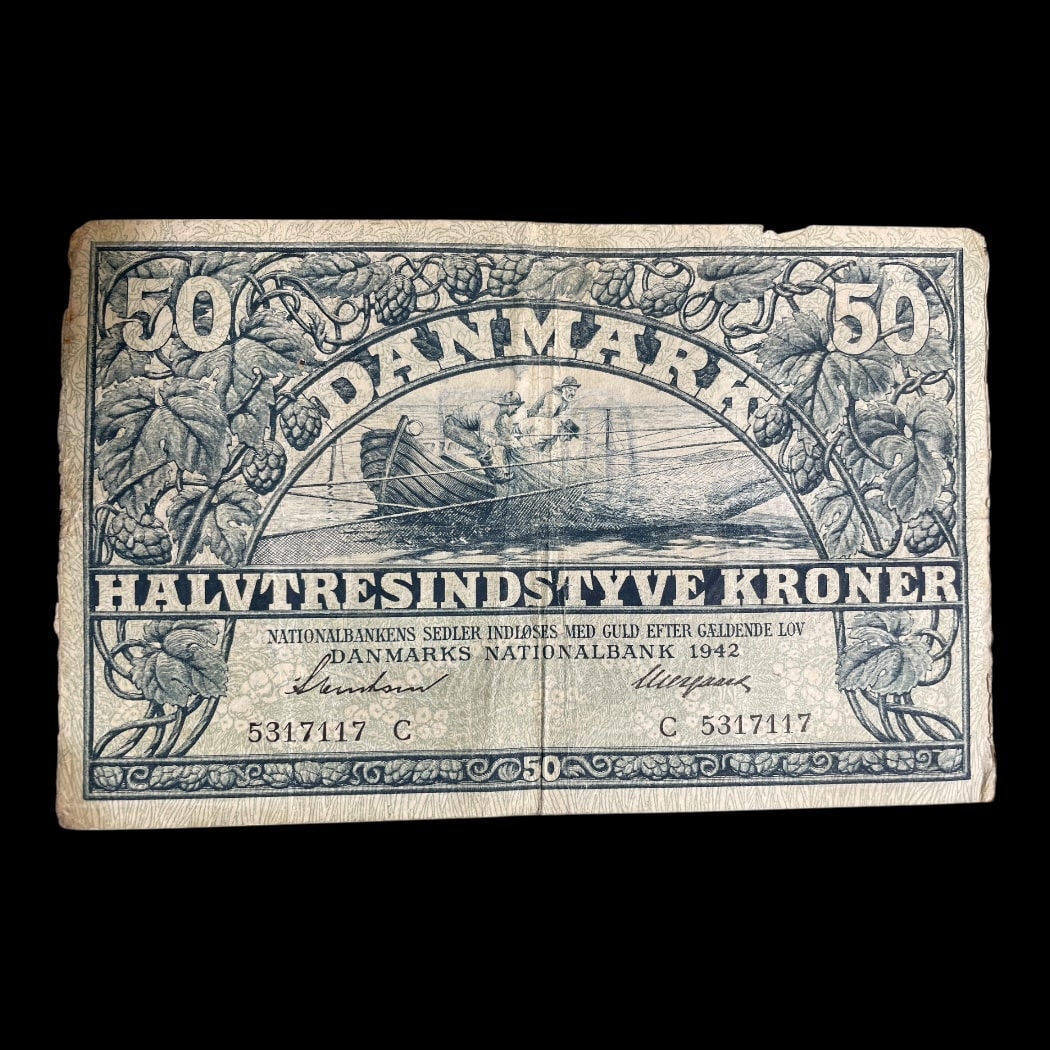 50 50
DANMARK
HALVTRESINDSTYVE KRONER
NATIONALBANKENS SEDLER INDLØSES MED GULD EFTER GÆLDENDE LOV
DANMARKS NATIONALBANK 1942
5317117 C C 5317117
50